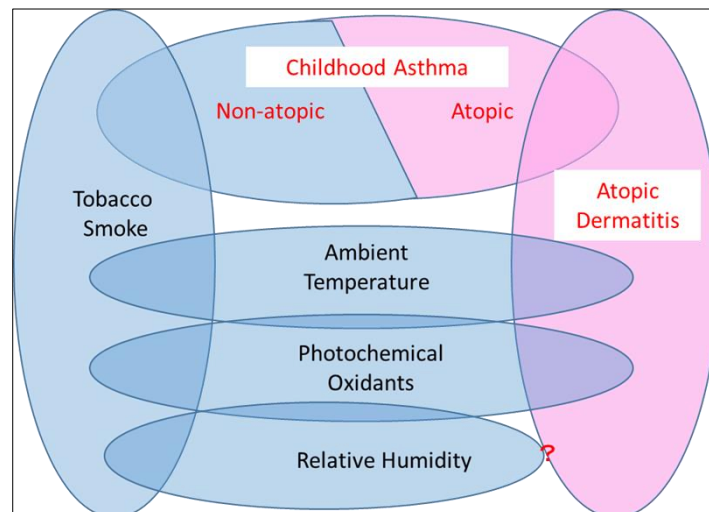 Childhood Asthma
Non-atopic
Atopic
Tobacco
Smoke
Atopic
Dermatitis
Ambient
Temperature
Photochemical
Oxidants
Relative Humidity
?